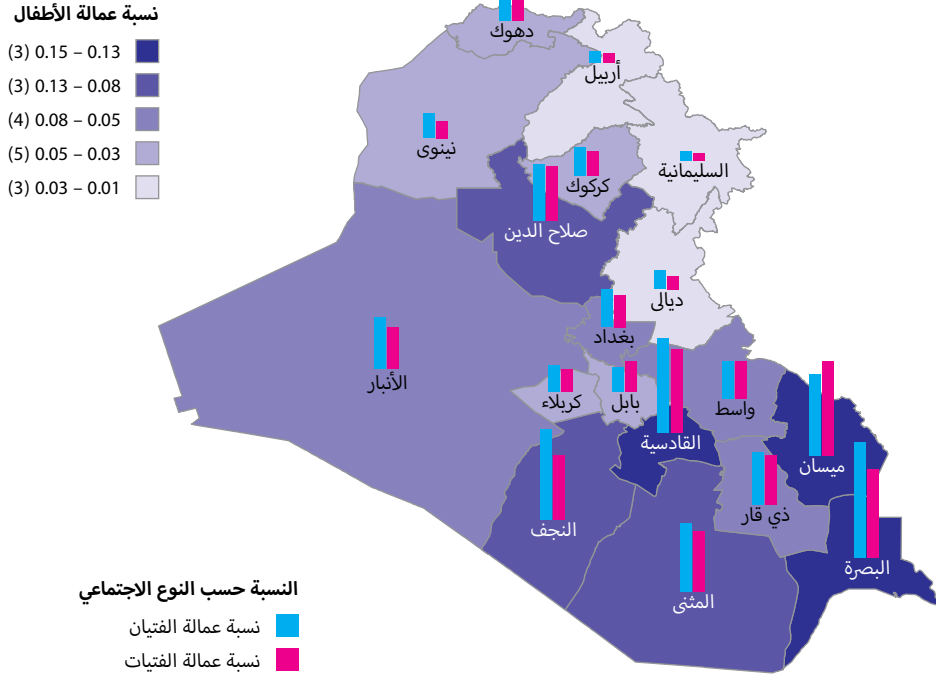 نسبة عمالة الأطفال
0.13 – 0.15 (3)
0.08 – 0.13 (3)
0.05 – 0.08 (4)
0.03 – 0.05 (5)
0.01 – 0.03 (3)
دهوك
أربيل
نينوى
كركوك
السليمانية
صلاح الدين
ديالى
بغداد
الأنبار
كربلاء
بابل
واسط
القادسية
ميسان
النجف
ذي قار
البصرة
المثنى
النسبة حسب النوع الاجتماعي
نسبة عمالة الفتيان
نسبة عمالة الفتيات